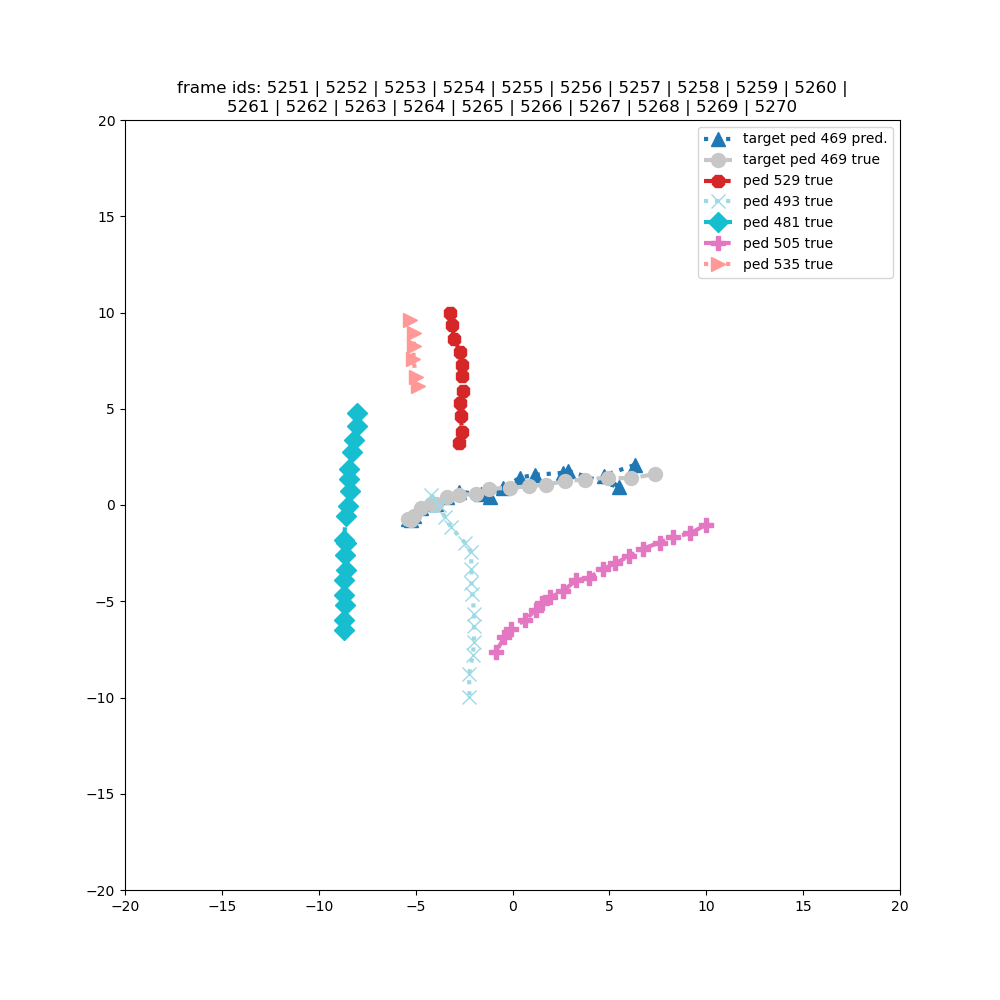 frame ids: 5251 | 5252 | 5253 | 5254 | 5255 | 5256 | 5257 | 5258 | 5259 | 5260 |
5261 | 5262 | 5263 | 5264 | 5265 | 5266 | 5267 | 5268 | 5269 | 5270
target ped 469 pred.
target ped 469 true
ped 529 true
ped 493 true
ped 481 true
ped 505 true
ped 535 true
20
15
10
5
0
−5
−10
−15
−20
−20 −15 −10 −5 0 5 10 15 20